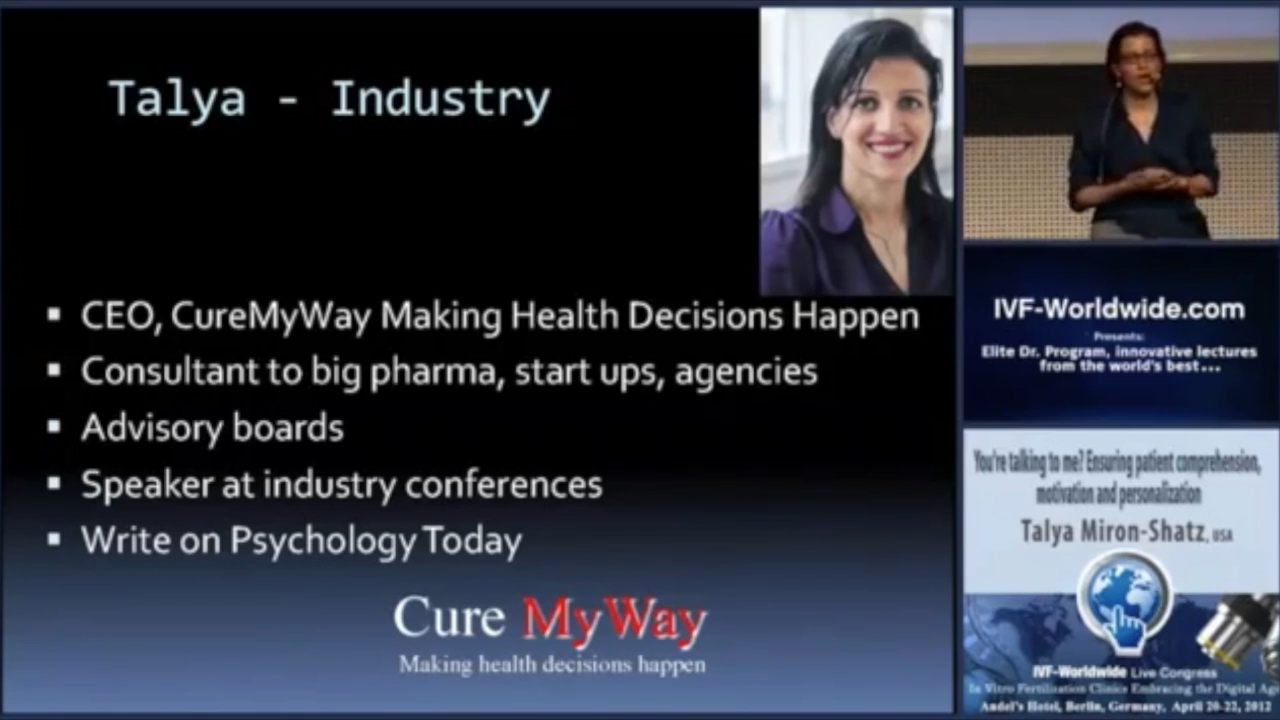 Talya - Industry
CEO, CureMyWay Making Health Decisions Happen
Consultant to big pharma, start ups, agencies
Advisory boards
Speaker at industry conferences
Write on Psychology Today
Cure MyWay
Making health decisions happen
IVF-Worldwide.com
Presents:
Elite Dr. Program, innovative lectures
from the world's best...
You're talking to me? Ensuring patient comprehension,
motivation and personalization
Talya Miron-Shatz, USA
IVF-Worldwide Live Congress
In Vitro Fertilization Clinics Embracing the Digital Ag
Andel's Hotel, Berlin, Germany, April 20-22, 2012